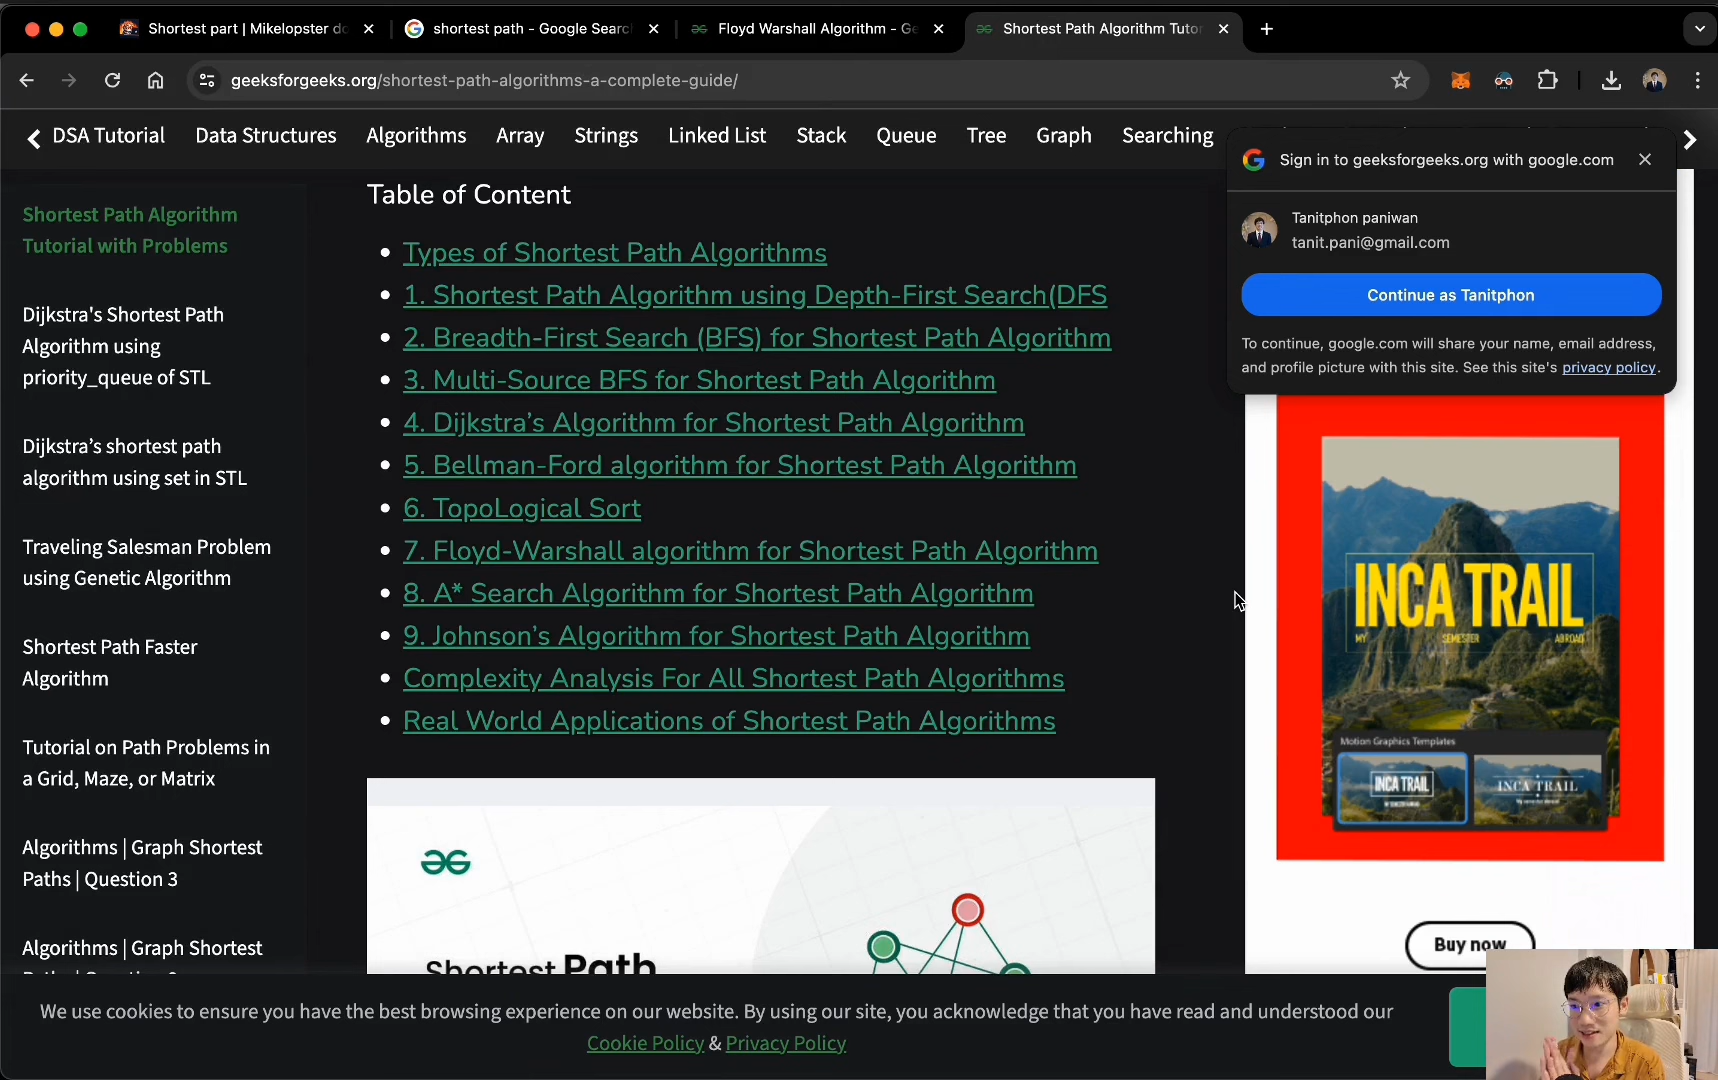 Shortest part | Mikelopster do
shortest path - Google Search
Floyd Warshall Algorithm - Ge
Shortest Path Algorithm Tutor
geeksforgeeks.org/shortest-path-algorithms-a-complete-guide/
DSA Tutorial
Data Structures
Algorithms
Array
Strings
Linked List
Stack
Queue
Tree
Graph
Searching
Sign in to geeksforgeeks.org with google.com
Tanitphon paniwan
tanit.pani@gmail.com
Continue as Tanitphon
To continue, google.com will share your name, email address,
and profile picture with this site. See this site's privacy policy.
Shortest Path Algorithm
Tutorial with Problems
Dijkstra's Shortest Path
Algorithm using
priority_queue of STL
Dijkstra’s shortest path
algorithm using set in STL
Traveling Salesman Problem
using Genetic Algorithm
Shortest Path Faster
Algorithm
Tutorial on Path Problems in
a Grid, Maze, or Matrix
Algorithms | Graph Shortest
Paths | Question 3
Algorithms | Graph Shortest
Table of Content
Types of Shortest Path Algorithms
1. Shortest Path Algorithm using Depth-First Search(DFS
2. Breadth-First Search (BFS) for Shortest Path Algorithm
3. Multi-Source BFS for Shortest Path Algorithm
4. Dijkstra’s Algorithm for Shortest Path Algorithm
5. Bellman-Ford algorithm for Shortest Path Algorithm
6. TopoLogical Sort
7. Floyd-Warshall algorithm for Shortest Path Algorithm
8. A* Search Algorithm for Shortest Path Algorithm
9. Johnson’s Algorithm for Shortest Path Algorithm
Complexity Analysis For All Shortest Path Algorithms
Real World Applications of Shortest Path Algorithms
Shortest Path
INCA TRAIL
MY SEMESTER ABROAD
Motion Graphics Templates
INCA TRAIL
INCA TRAIL
Buy now
We use cookies to ensure you have the best browsing experience on our website. By using our site, you acknowledge that you have read and understood our
Cookie Policy & Privacy Policy